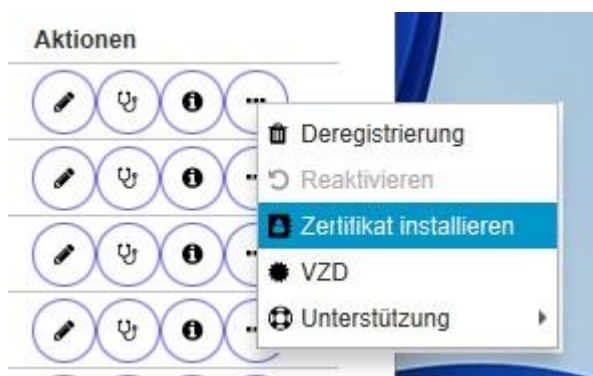 Aktionen
Deregistrierung
Reaktivieren
Zertifikat installieren
VZD
Unterstützung